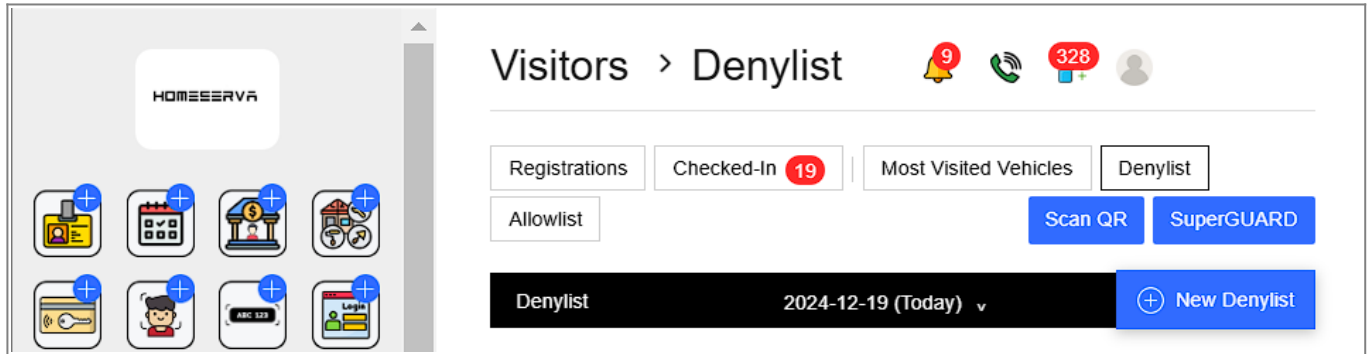 HOMESERVA
ABC 123
Login
Visitors > Denylist
9
328
Registrations
Checked-In 19
Most Visited Vehicles
Denylist
Allowlist
Scan QR
SuperGUARD
Denylist
2024-12-19 (Today) v
New Denylist